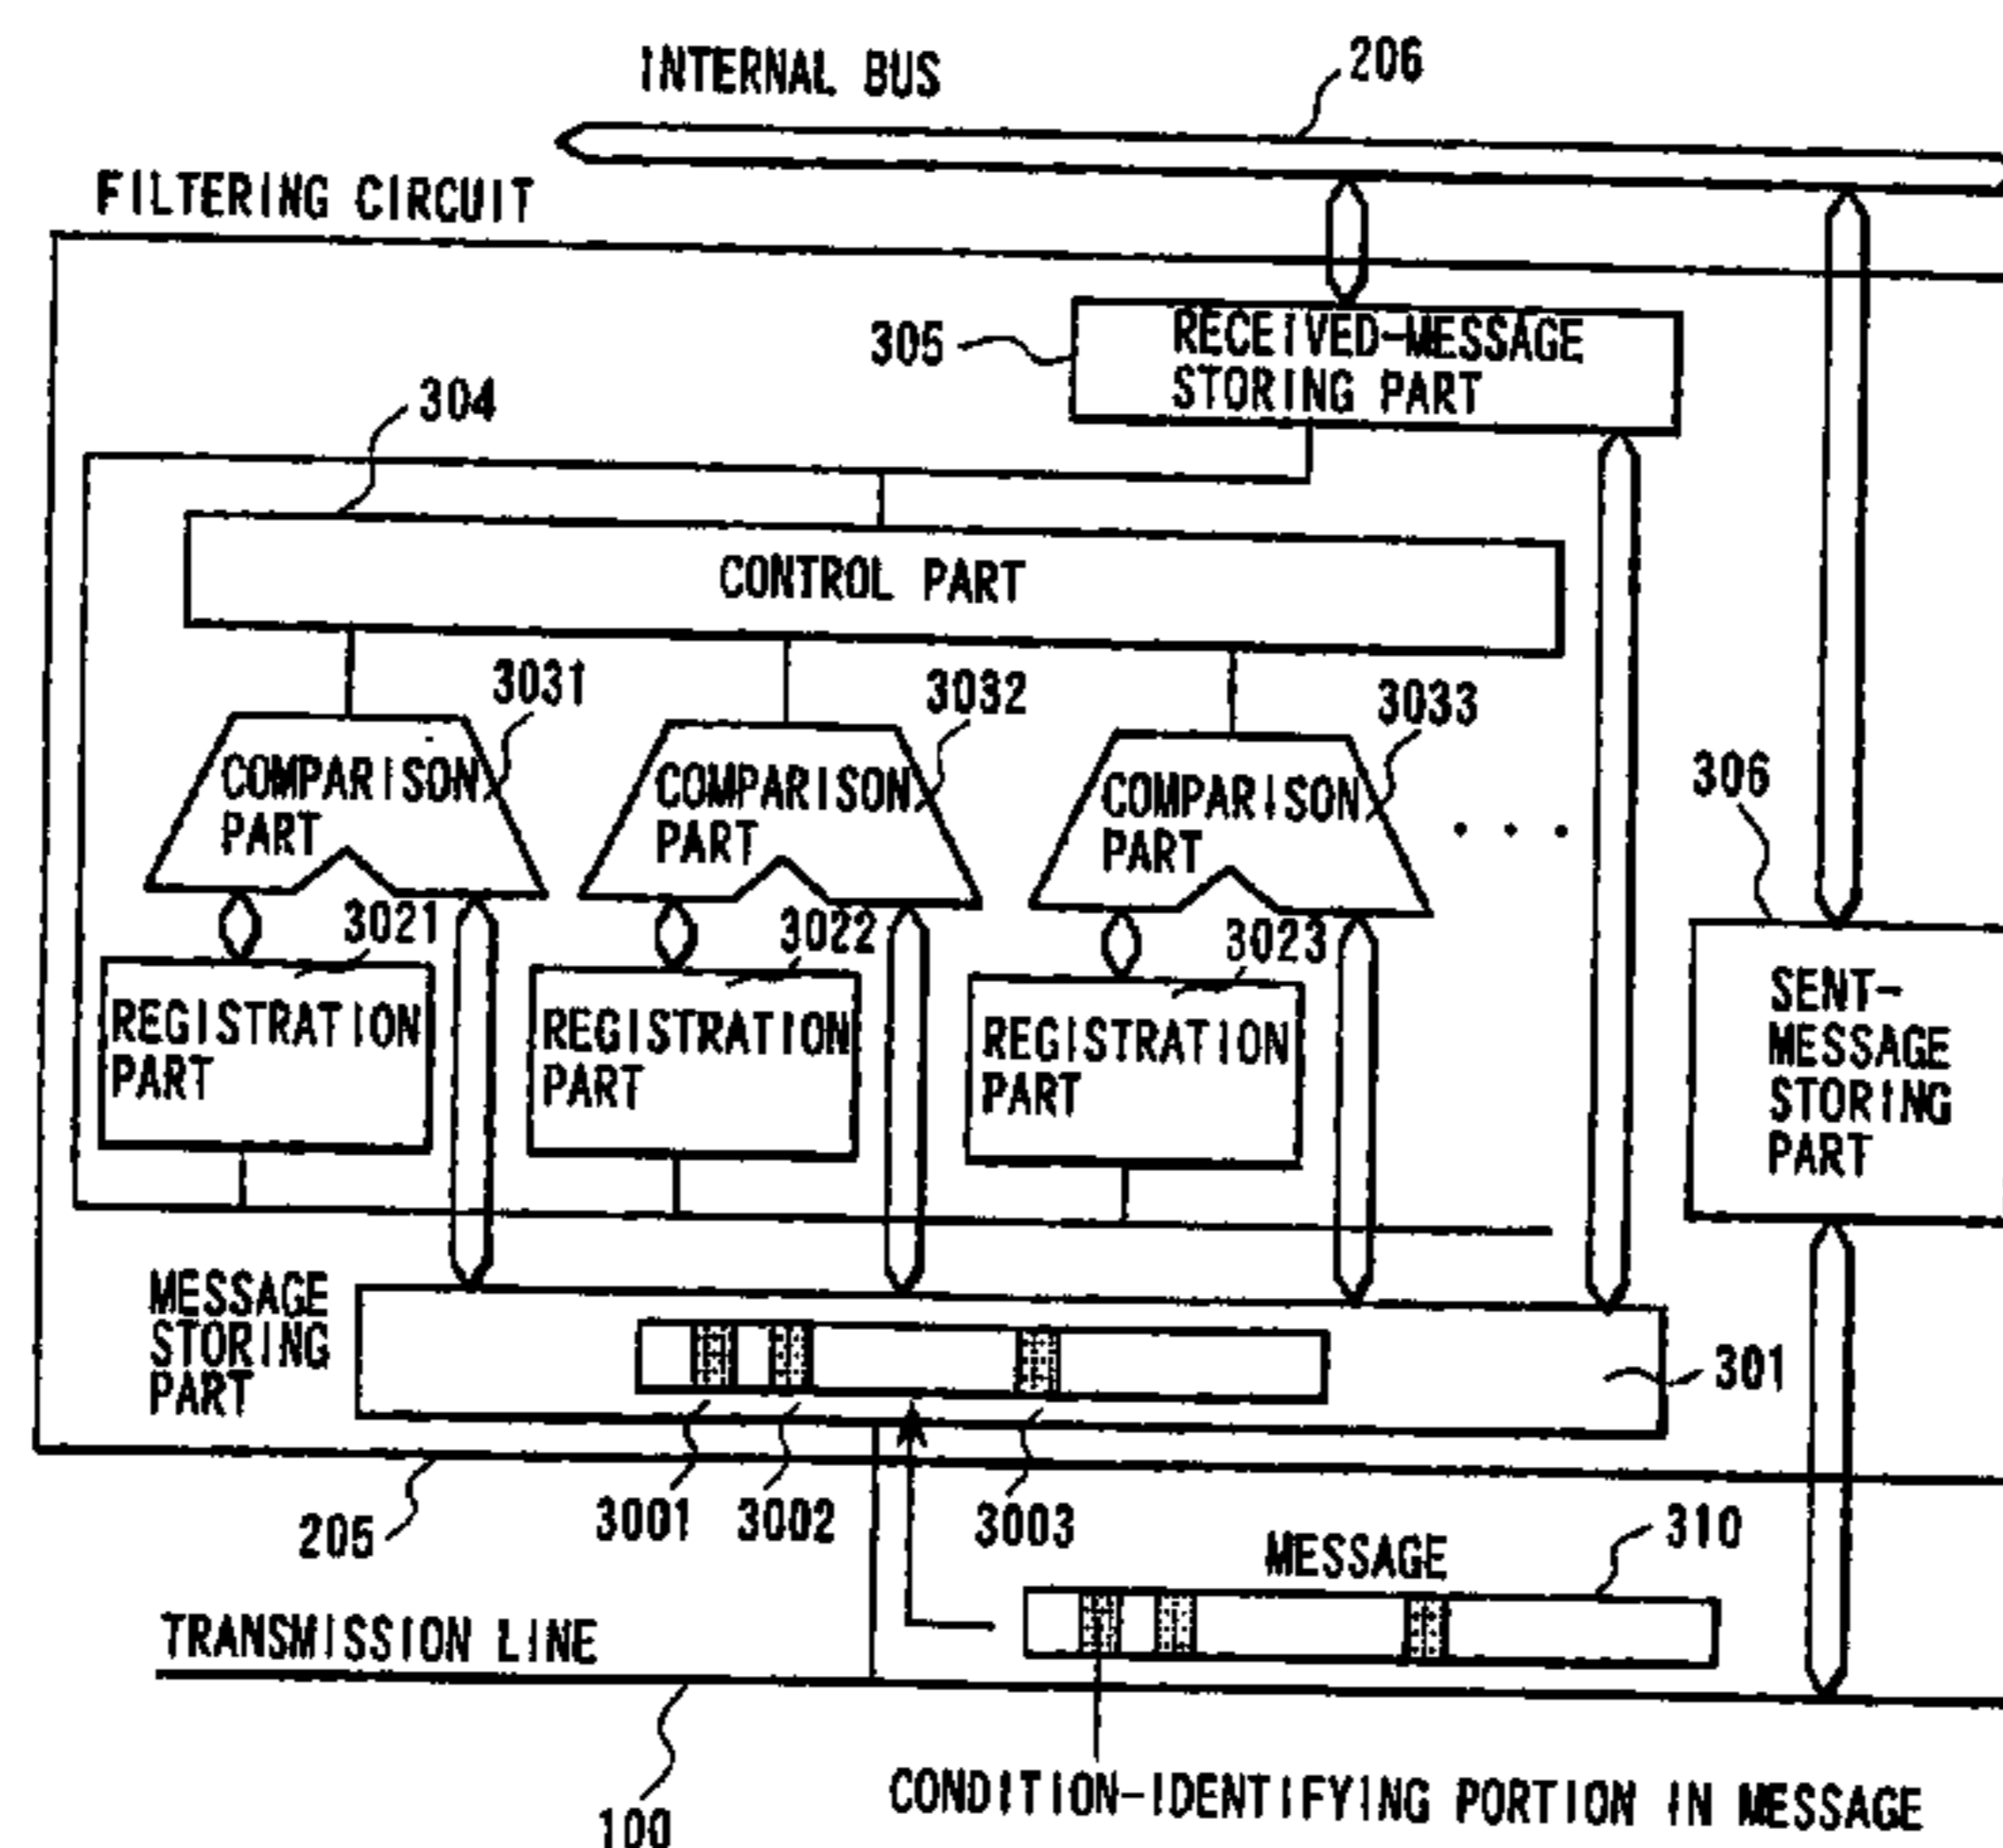 INTERNAL BUS
206
FILTERING CIRCUIT
305
RECEIVED-MESSAGE
STORING PART
304
CONTROL PART
3031
3032
3033
COMPARISON
PART
COMPARISON
PART
COMPARISON
PART
. . .
306
3021
3022
3023
REGISTRATION
PART
REGISTRATION
PART
REGISTRATION
PART
SENT-
MESSAGE
STORING
PART
MESSAGE
STORING
PART
301
3001
3002
3003
205
MESSAGE
310
TRANSMISSION LINE
100
CONDITION-IDENTIFYING PORTION IN MESSAGE